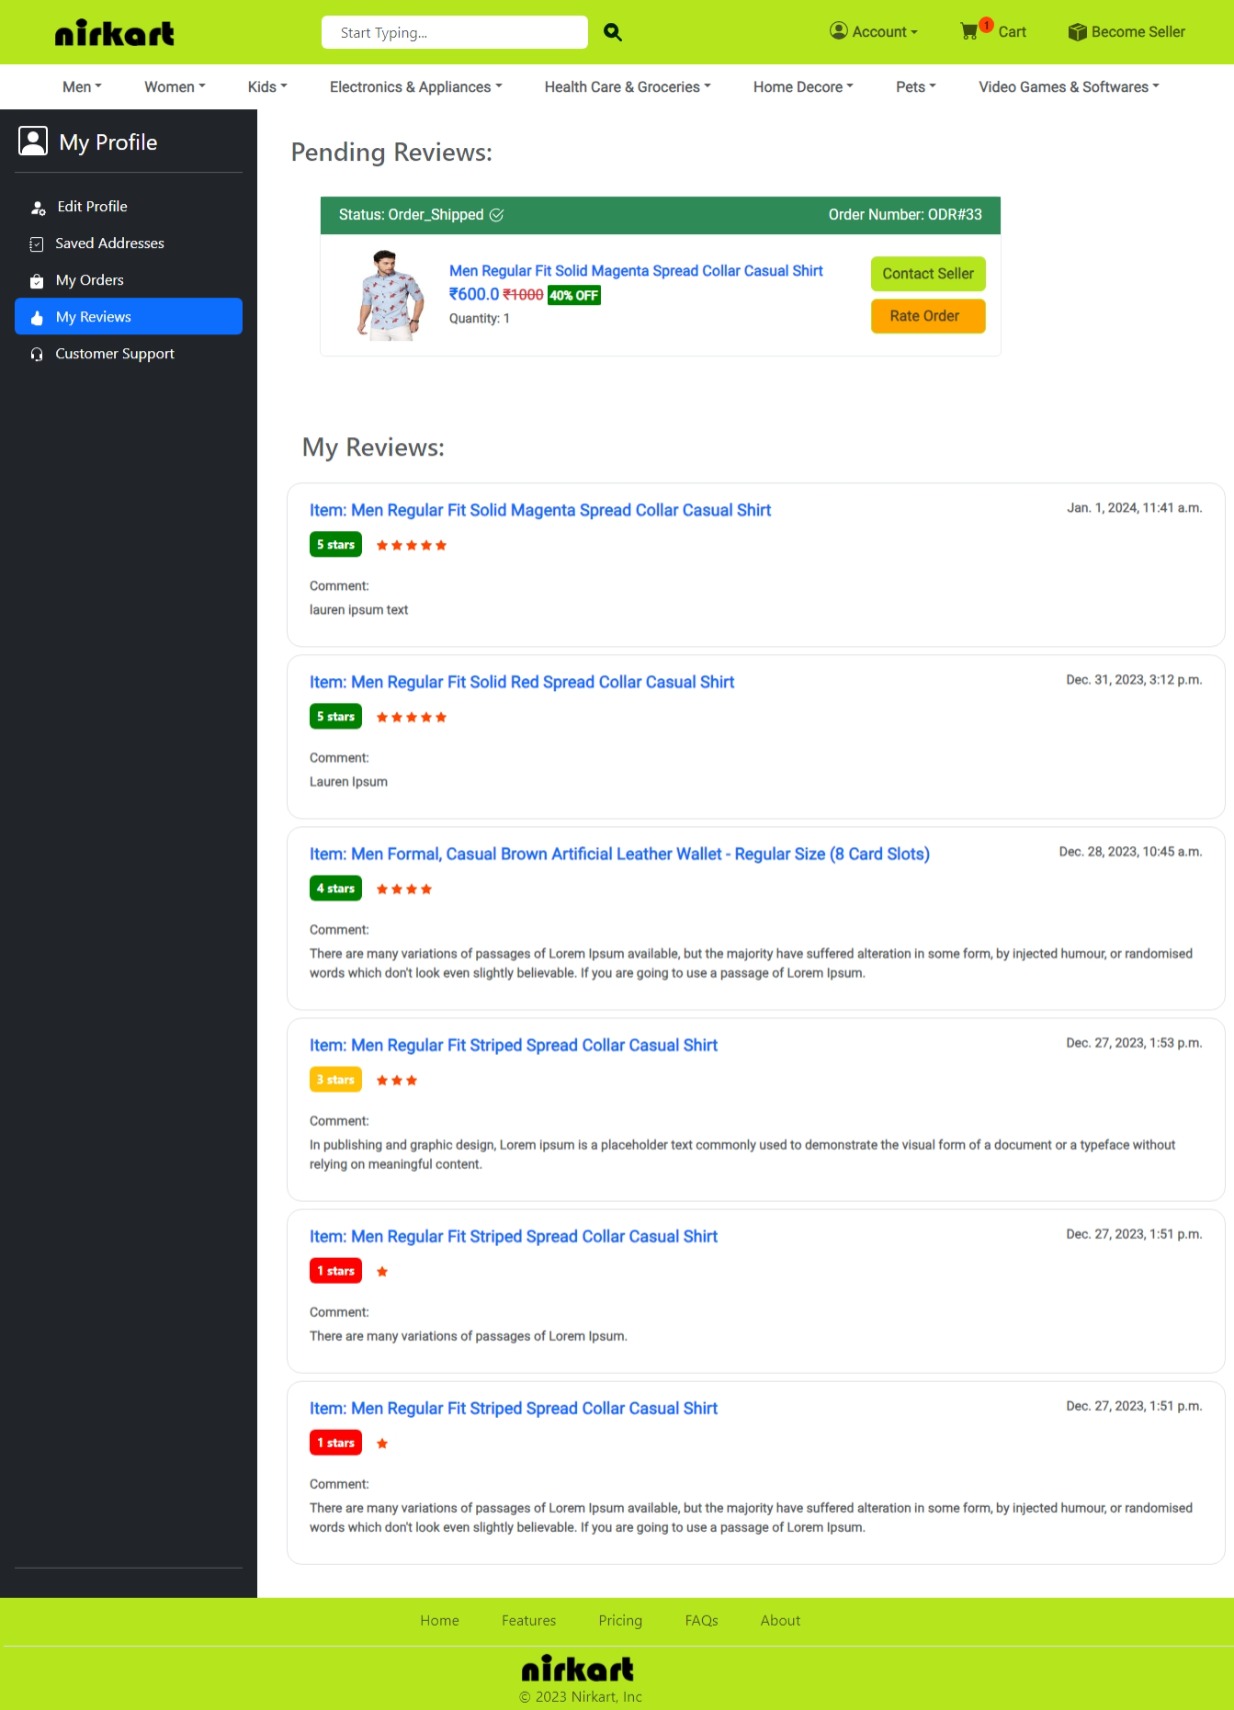 nirkart
Start Typing...
Account
1
Cart
Become Seller
Men
Women
Kids
Electronics & Appliances
Health Care & Groceries
Home Decore
Pets
Video Games & Softwares
My Profile
Edit Profile
Saved Addresses
My Orders
My Reviews
Customer Support
Pending Reviews:
Status: Order_Shipped
Order Number: ODR#33
Men Regular Fit Solid Magenta Spread Collar Casual Shirt
₹600.0 ₹1000 40% OFF
Quantity: 1
Contact Seller
Rate Order
My Reviews:
Item: Men Regular Fit Solid Magenta Spread Collar Casual Shirt
Jan. 1, 2024, 11:41 a.m.
5 stars
Comment:
lauren ipsum text
Item: Men Regular Fit Solid Red Spread Collar Casual Shirt
Dec. 31, 2023, 3:12 p.m.
5 stars
Comment:
Lauren Ipsum
Item: Men Formal, Casual Brown Artificial Leather Wallet - Regular Size (8 Card Slots)
Dec. 28, 2023, 10:45 a.m.
4 stars
Comment:
There are many variations of passages of Lorem Ipsum available, but the majority have suffered alteration in some form, by injected humour, or randomised
words which don't look even slightly believable. If you are going to use a passage of Lorem Ipsum.
Item: Men Regular Fit Striped Spread Collar Casual Shirt
Dec. 27, 2023, 1:53 p.m.
3 stars
Comment:
In publishing and graphic design, Lorem ipsum is a placeholder text commonly used to demonstrate the visual form of a document or a typeface without
relying on meaningful content.
Item: Men Regular Fit Striped Spread Collar Casual Shirt
Dec. 27, 2023, 1:51 p.m.
1 stars
Comment:
There are many variations of passages of Lorem Ipsum.
Item: Men Regular Fit Striped Spread Collar Casual Shirt
Dec. 27, 2023, 1:51 p.m.
1 stars
Comment:
There are many variations of passages of Lorem Ipsum available, but the majority have suffered alteration in some form, by injected humour, or randomised
words which don't look even slightly believable. If you are going to use a passage of Lorem Ipsum.
Home
Features
Pricing
FAQs
About
nirkart
© 2023 Nirkart, Inc